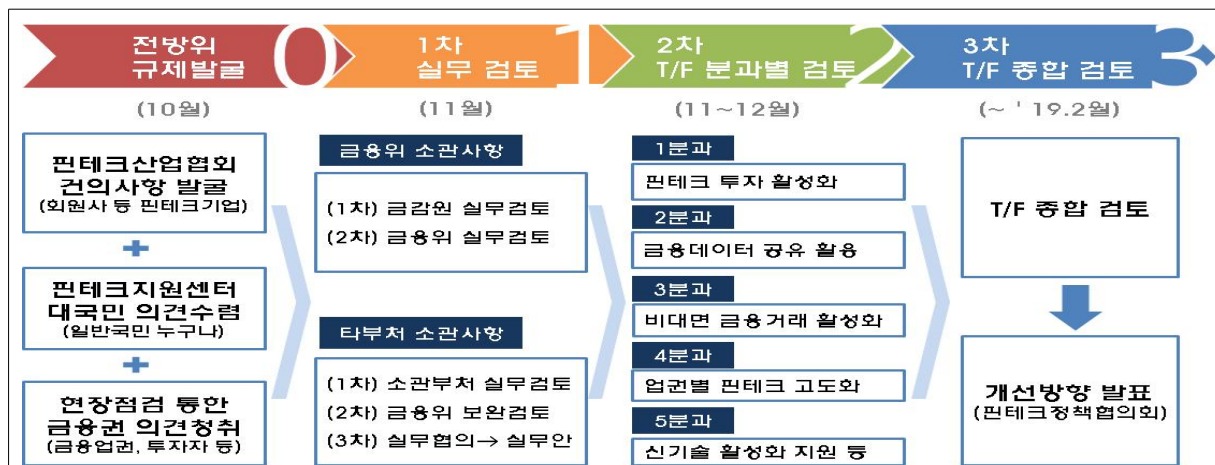 전방위
규제발굴
0
1차
실무 검토
1
2차
T/F 분과별 검토
2
3차
T/F 종합 검토
3
(10월)
(11월)
(11~12월)
(~ '19.2월)
핀테크산업협회
건의사항 발굴
(회원사 등 핀테크기업)
+
핀테크지원센터
대국민 의견수렴
(일반국민 누구나)
+
현장점검 통한
금융권 의견청취
(금융업권, 투자자 등)
금융위 소관사항
(1차) 금감원 실무검토
(2차) 금융위 실무검토
타부처 소관사항
(1차) 소관부처 실무검토
(2차) 금융위 보완검토
(3차) 실무협의→ 실무안
1분과
핀테크 투자 활성화
2분과
금융데이터 공유 활용
3분과
비대면 금융거래 활성화
4분과
업권별 핀테크 고도화
5분과
신기술 활성화 지원 등
T/F 종합 검토
개선방향 발표
(핀테크정책협의회)